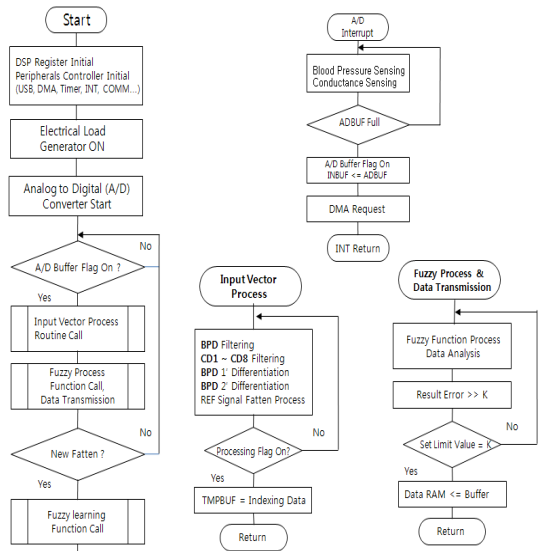 Start
DSP Register Initial
Peripherals Controller Initial
(USB, DMA, Timer, INT, COMM...)
Electrical Load
Generator ON
Analog to Digital (A/D)
Converter Start
No
A/D Buffer Flag On ?
Yes
Input Vector Process
Routine Call
Fuzzy Process
Function Call,
Data Transmission
No
New Fatten ?
Yes
Fuzzy learning
Function Call
A/D
Interrupt
Blood Pressure Sensing
Conductance Sensing
ADBUF Full
A/D Buffer Flag On
INBUF <= ADBUF
DMA Request
INT Return
Input Vector
Process
BPD Filtering
CD1 ~ CD8 Filtering
BPD 1' Differentiation
BPD 2' Differentiation
REF Signal Fatten Process
No
Processing Flag On?
Yes
TMPBUF = Indexing Data
Return
Fuzzy Process &
Data Transmission
Fuzzy Function Process
Data Analysis
Result Error >> K
No
Set Limit Value = K
Yes
Data RAM <= Buffer
Return